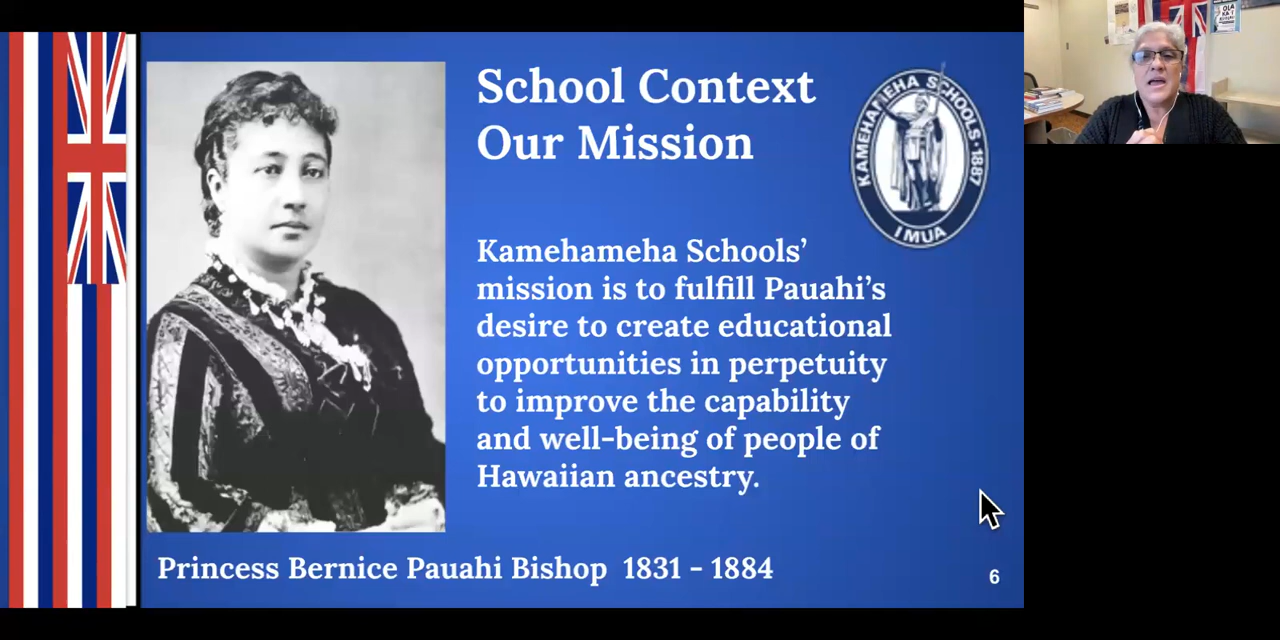 School Context
Our Mission
KAMEHAMEHA SCHOOLS · 1887
IMUA
Kamehameha Schools’
mission is to fulfill Pauahi’s
desire to create educational
opportunities in perpetuity
to improve the capability
and well-being of people of
Hawaiian ancestry.
Princess Bernice Pauahi Bishop 1831 - 1884
6